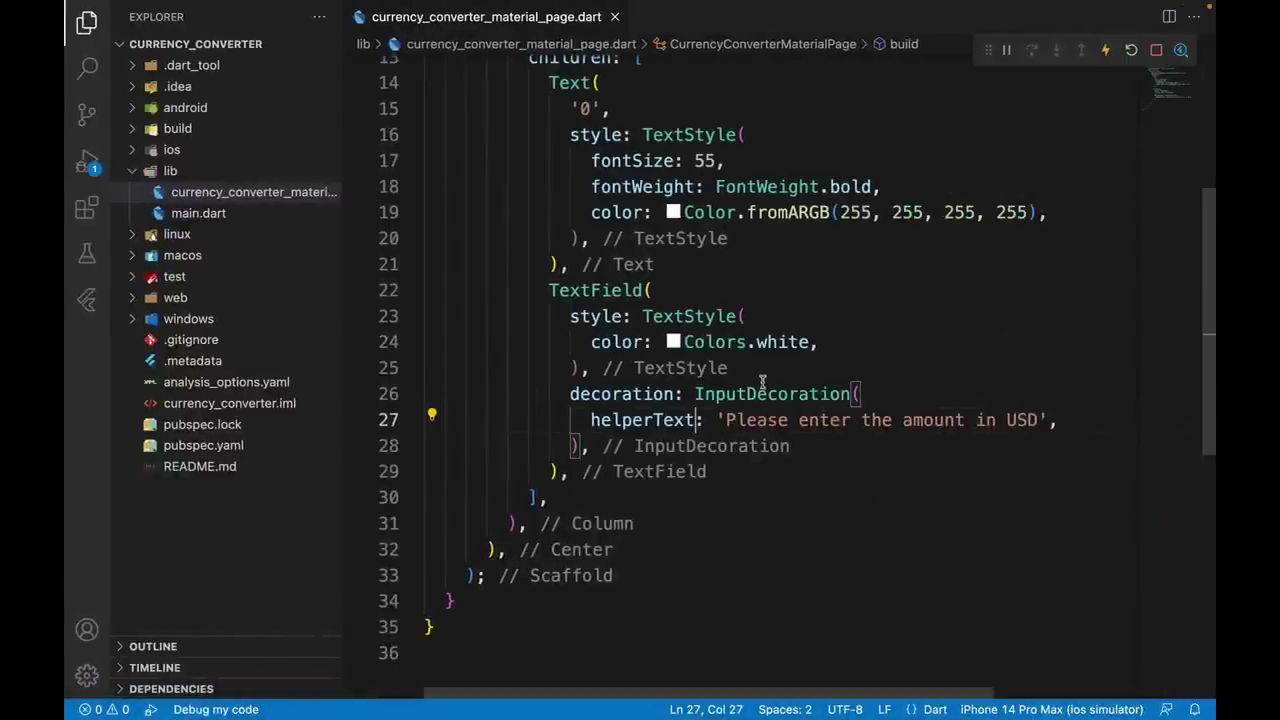 EXPLORER
currency_converter_material_page.dart
lib > currency_converter_material_page.dart > CurrencyConverterMaterialPage > build
CURRENCY_CONVERTER
.dart_tool
.idea
android
build
ios
lib
currency_converter_materi...
main.dart
linux
macos
test
web
windows
.gitignore
.metadata
analysis_options.yaml
currency_converter.iml
pubspec.lock
pubspec.yaml
README.md
OUTLINE
TIMELINE
DEPENDENCIES
1
13 children: [
14 Text(
15 '0',
16 style: TextStyle(
17 fontSize: 55,
18 fontWeight: FontWeight.bold,
19 color: Color.fromARGB(255, 255, 255, 255),
20 ), // TextStyle
21 ), // Text
22 TextField(
23 style: TextStyle(
24 color: Colors.white,
25 ), // TextStyle
26 decoration: InputDecoration(
27 helperText: 'Please enter the amount in USD',
28 ), // InputDecoration
29 ), // TextField
30 ],
31 ), // Column
32 ), // Center
33 ); // Scaffold
34 }
35 }
36
0 0 Debug my code Ln 27, Col 27 Spaces: 2 UTF-8 LF {} Dart iPhone 14 Pro Max (ios simulator)